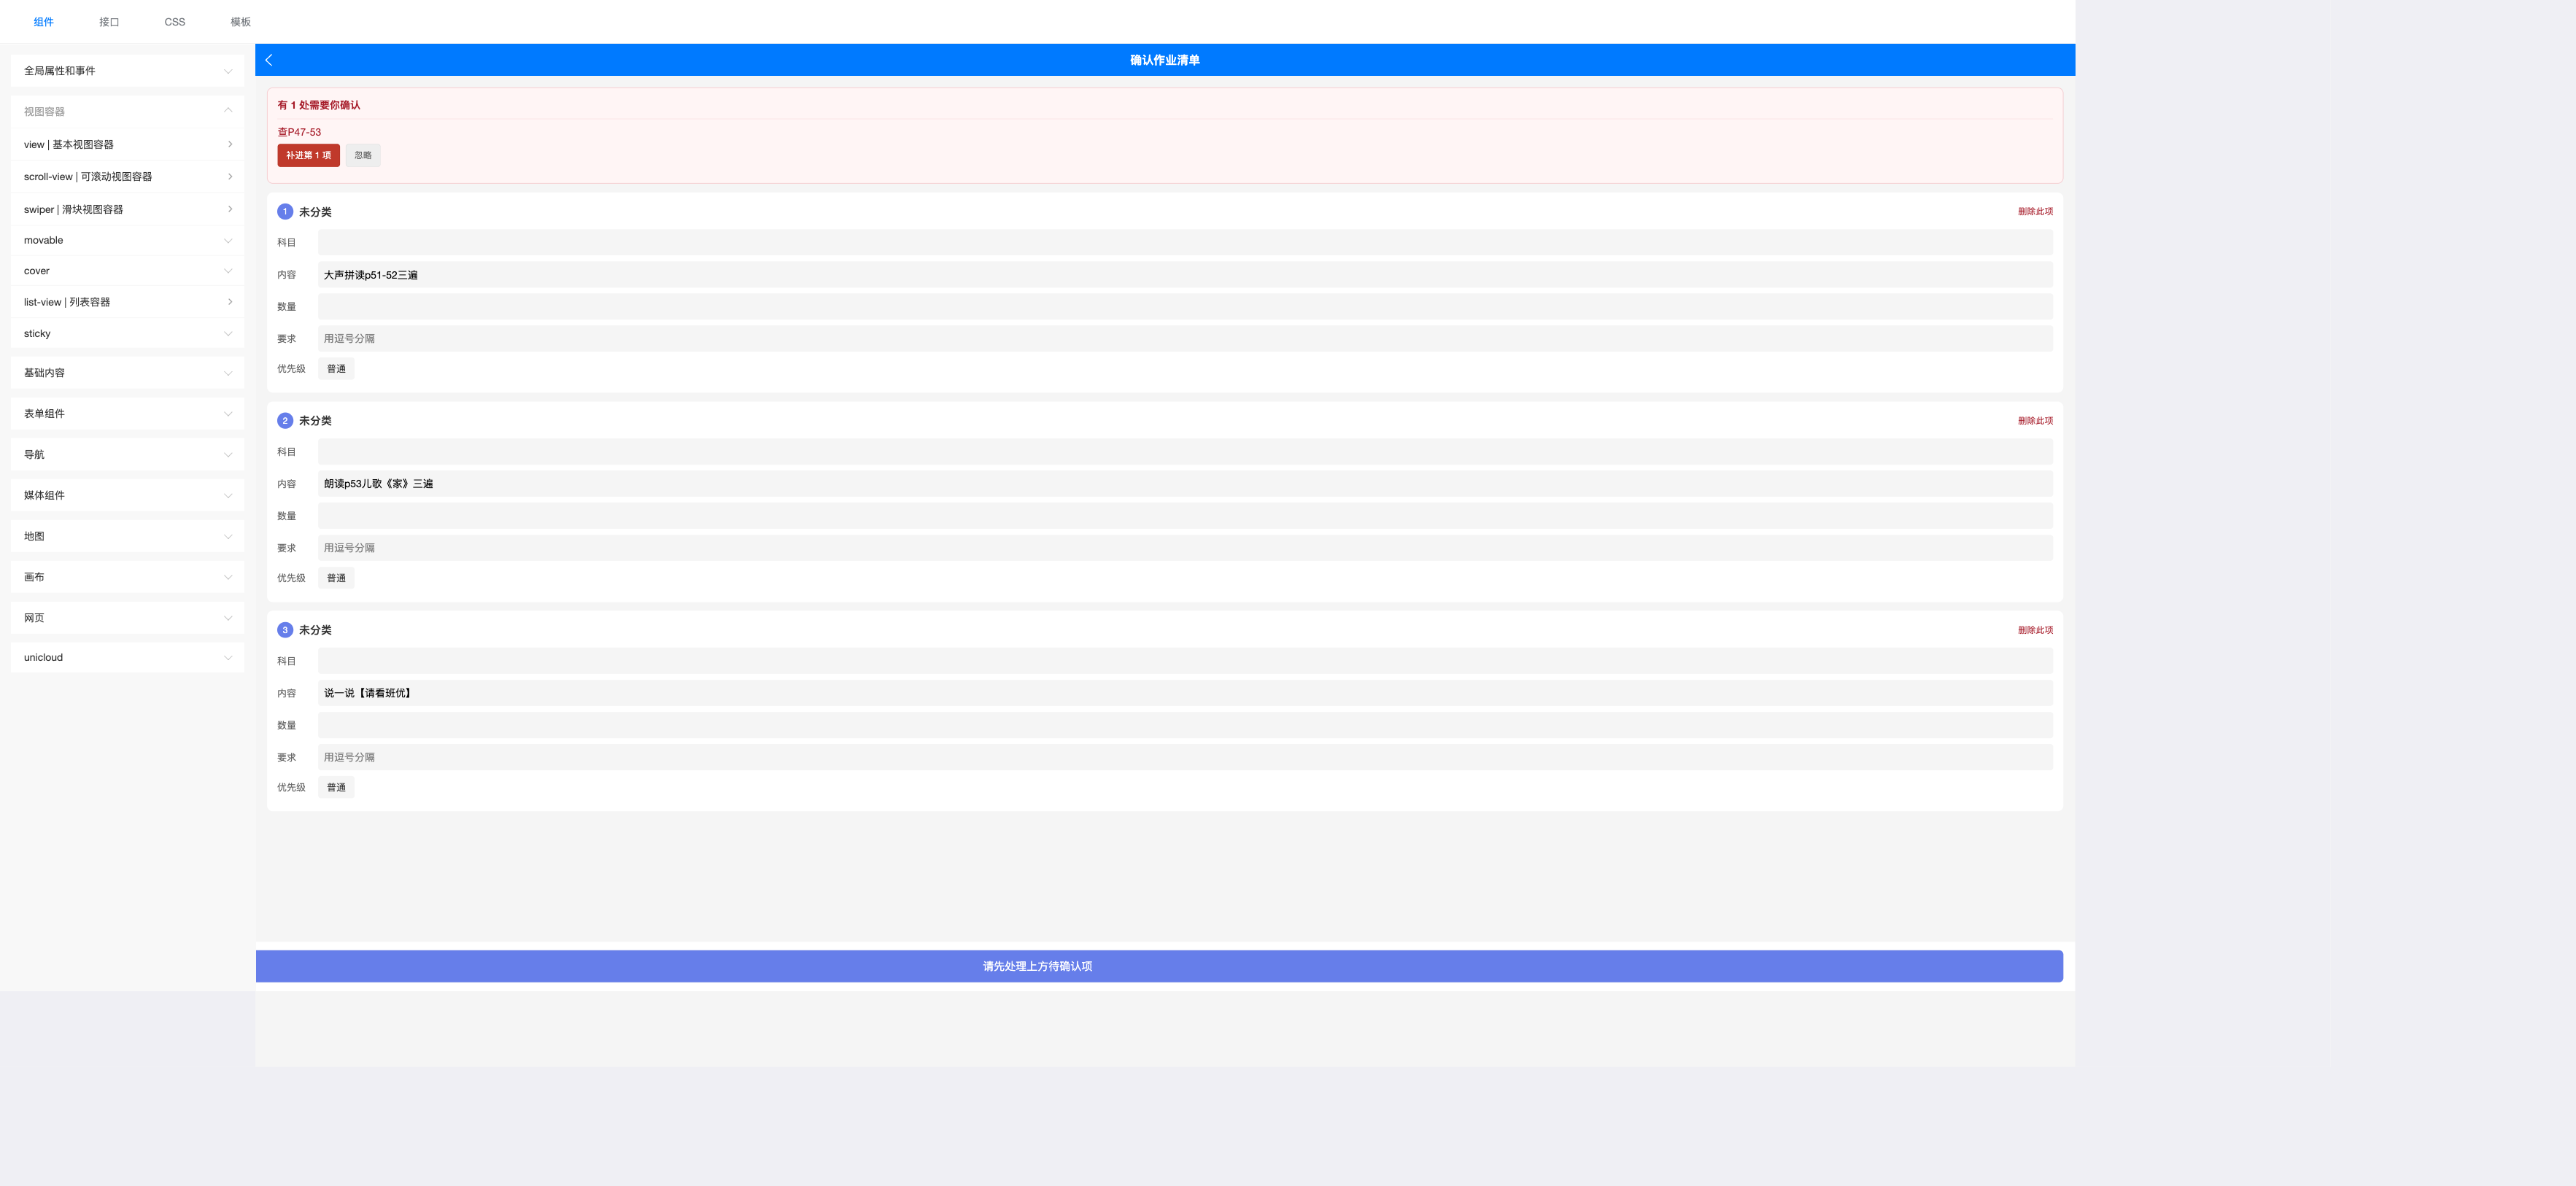 组件 接口 CSS 模板
全局属性和事件
视图容器
view | 基本视图容器
scroll-view | 可滚动视图容器
swiper | 滑块视图容器
movable
cover
list-view | 列表容器
sticky
基础内容
表单组件
导航
媒体组件
地图
画布
网页
unicloud
确认作业清单
有 1 处需要你确认
查P47-53
补进第 1 项 忽略
1 未分类 删除此项
科目
内容 大声拼读p51-52三遍
数量
要求 用逗号分隔
优先级 普通
2 未分类 删除此项
科目
内容 朗读p53儿歌《家》三遍
数量
要求 用逗号分隔
优先级 普通
3 未分类 删除此项
科目
内容 说一说【请看班优】
数量
要求 用逗号分隔
优先级 普通
请先处理上方待确认项